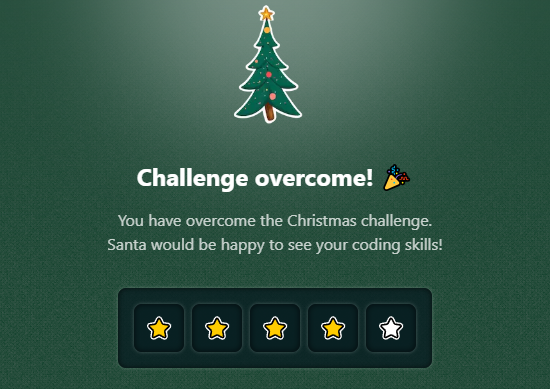 Challenge overcome!
You have overcome the Christmas challenge.
Santa would be happy to see your coding skills!